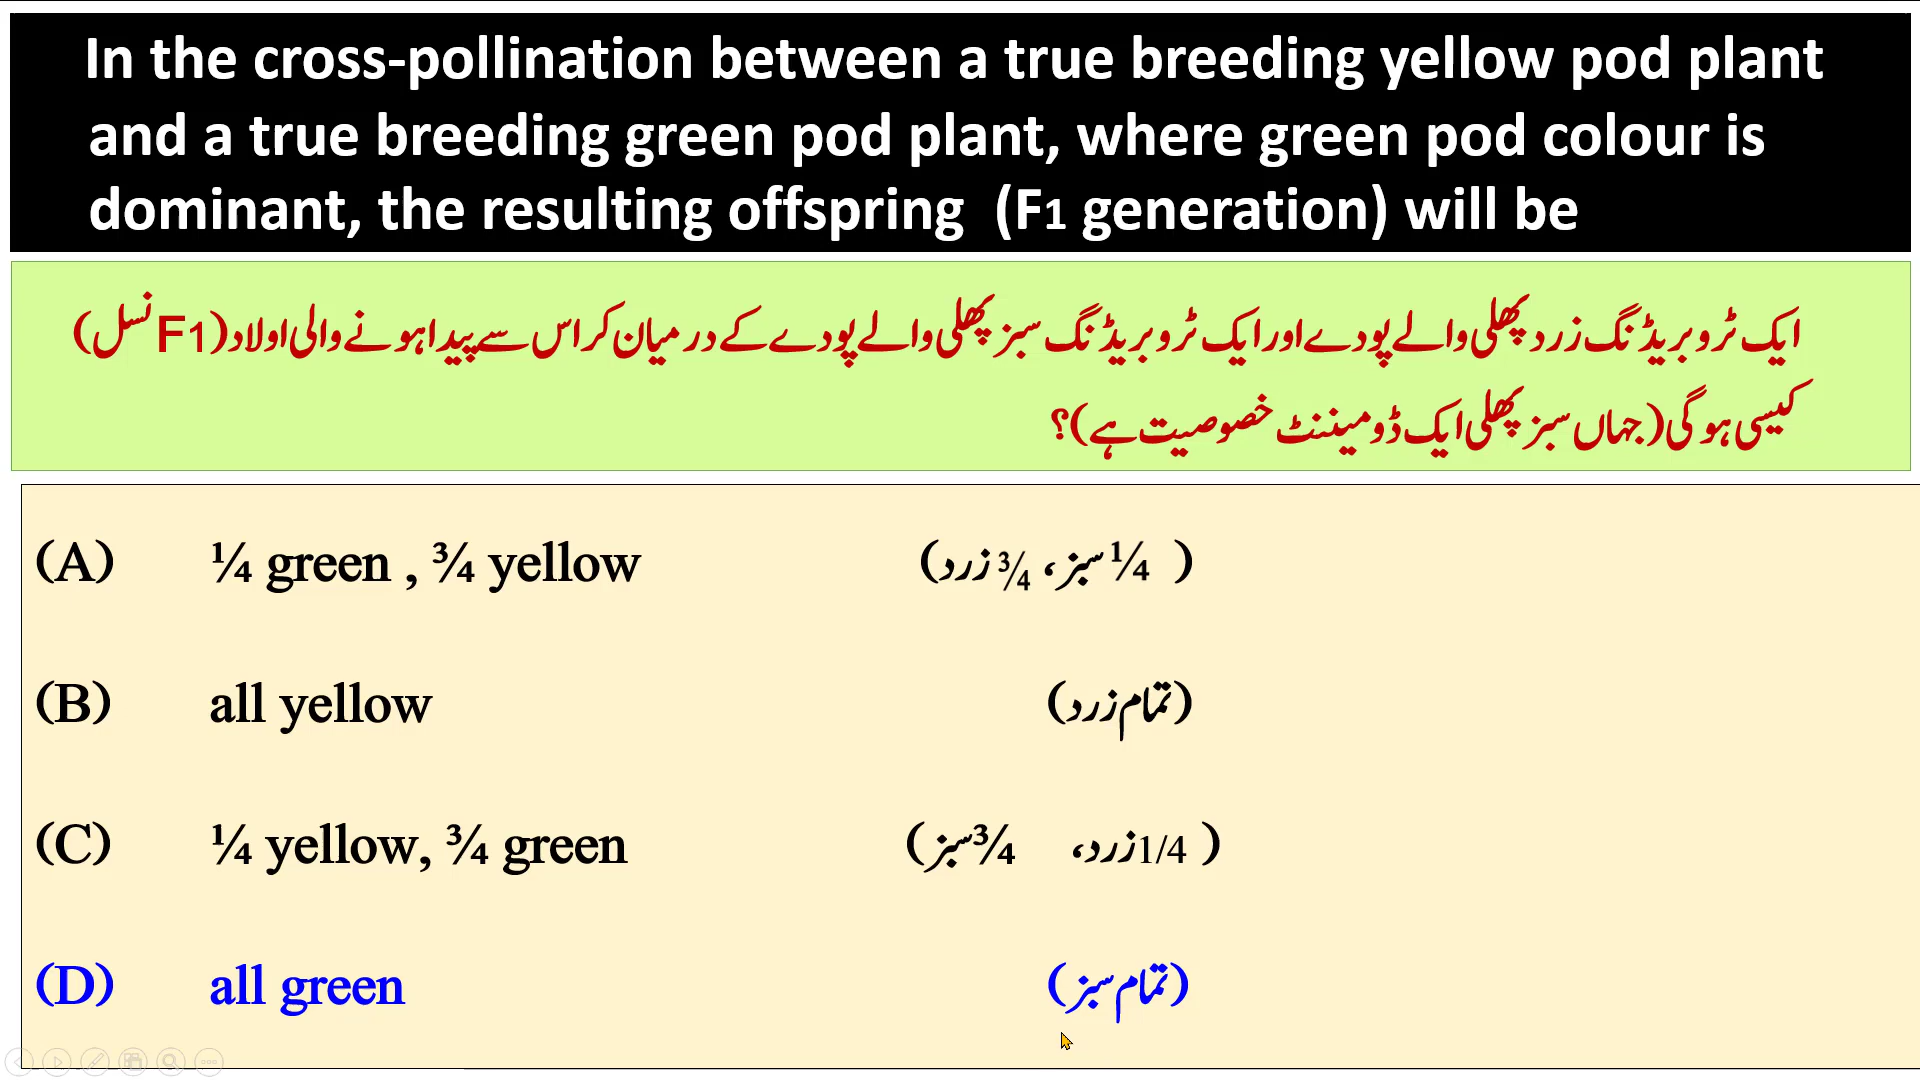 In the cross-pollination between a true breeding yellow pod plant
and a true breeding green pod plant, where green pod colour is
dominant, the resulting offspring (F1 generation) will be
ایک ٹرو بریڈنگ زرد پھلی والے پودے اور ایک ٹرو بریڈنگ سبز پھلی والے پودے کے درمیان کراس سے پیدا ہونے والی اولاد (F1 نسل)
کیسی ہوگی (جہاں سبز پھلی ایک ڈومیننٹ خصوصیت ہے)؟
(A) ¼ green , ¾ yellow ( ¼ سبز، ¾ زرد)
(B) all yellow (تمام زرد)
(C) ¼ yellow, ¾ green ( 1/4 زرد، ¾ سبز)
(D) all green (تمام سبز)